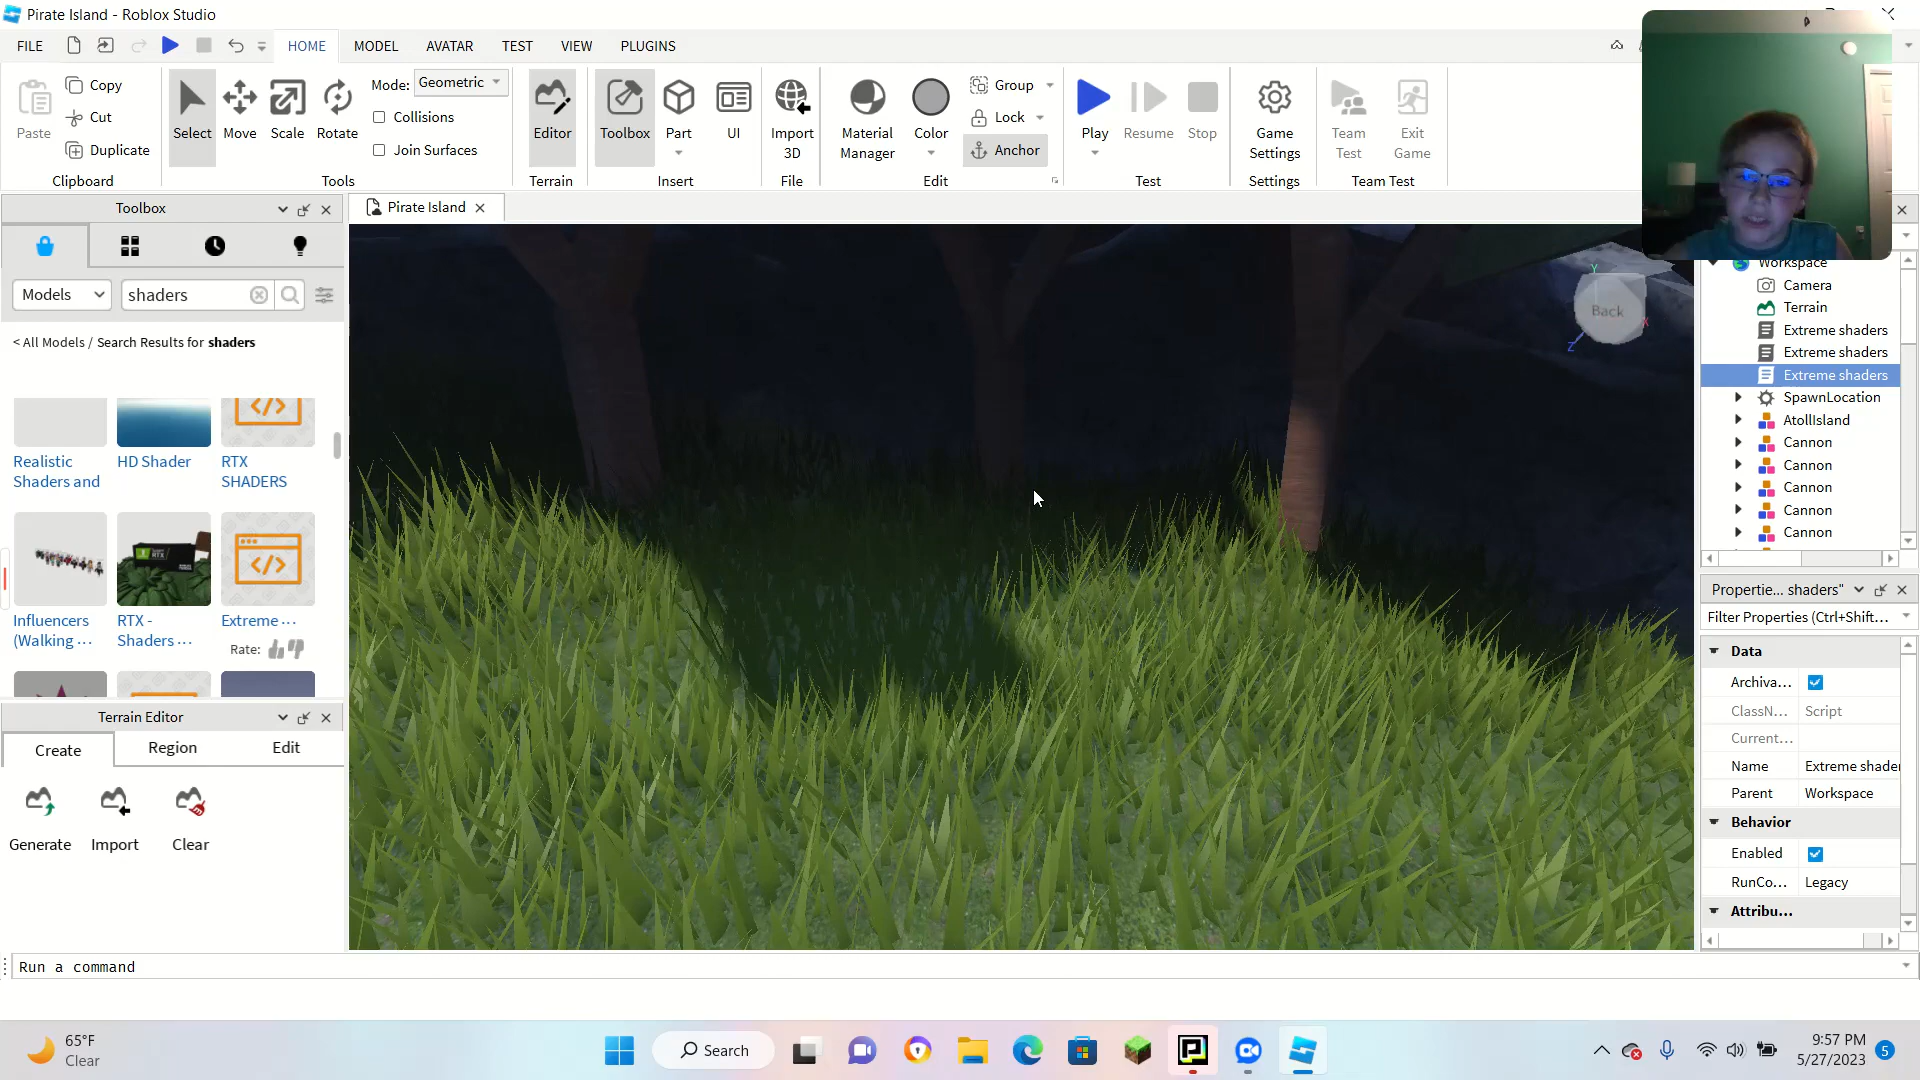 Pirate Island - Roblox Studio
FILE HOME MODEL AVATAR TEST VIEW PLUGINS
Paste
Copy
Cut
Duplicate
Clipboard
Select
Move
Scale
Rotate
Mode: Geometric
Collisions
Join Surfaces
Tools
Editor
Terrain
Toolbox
Part
UI
Insert
Import
3D
File
Material
Manager
Color
Group
Lock
Anchor
Edit
Play
Resume
Stop
Test
Game
Settings
Settings
Team
Test
Exit
Game
Team Test
Toolbox
Pirate Island
Models
shaders
< All Models / Search Results for shaders
Realistic
Shaders and
HD Shader
RTX
SHADERS
Influencers
(Walking ...
RTX -
Shaders ...
Extreme ...
Rate:
Terrain Editor
Create
Region
Edit
Generate
Import
Clear
Back
Y
X
Z
Workspace
Camera
Terrain
Extreme shaders
Extreme shaders
Extreme shaders
SpawnLocation
AtollIsland
Cannon
Cannon
Cannon
Cannon
Cannon
Propertie... shaders"
Filter Properties (Ctrl+Shift...
Data
Archiva...
ClassN... Script
Current...
Name Extreme shader
Parent Workspace
Behavior
Enabled
RunCo... Legacy
Attribu...
Run a command
65°F
Clear
Search
9:57 PM
5/27/2023
5